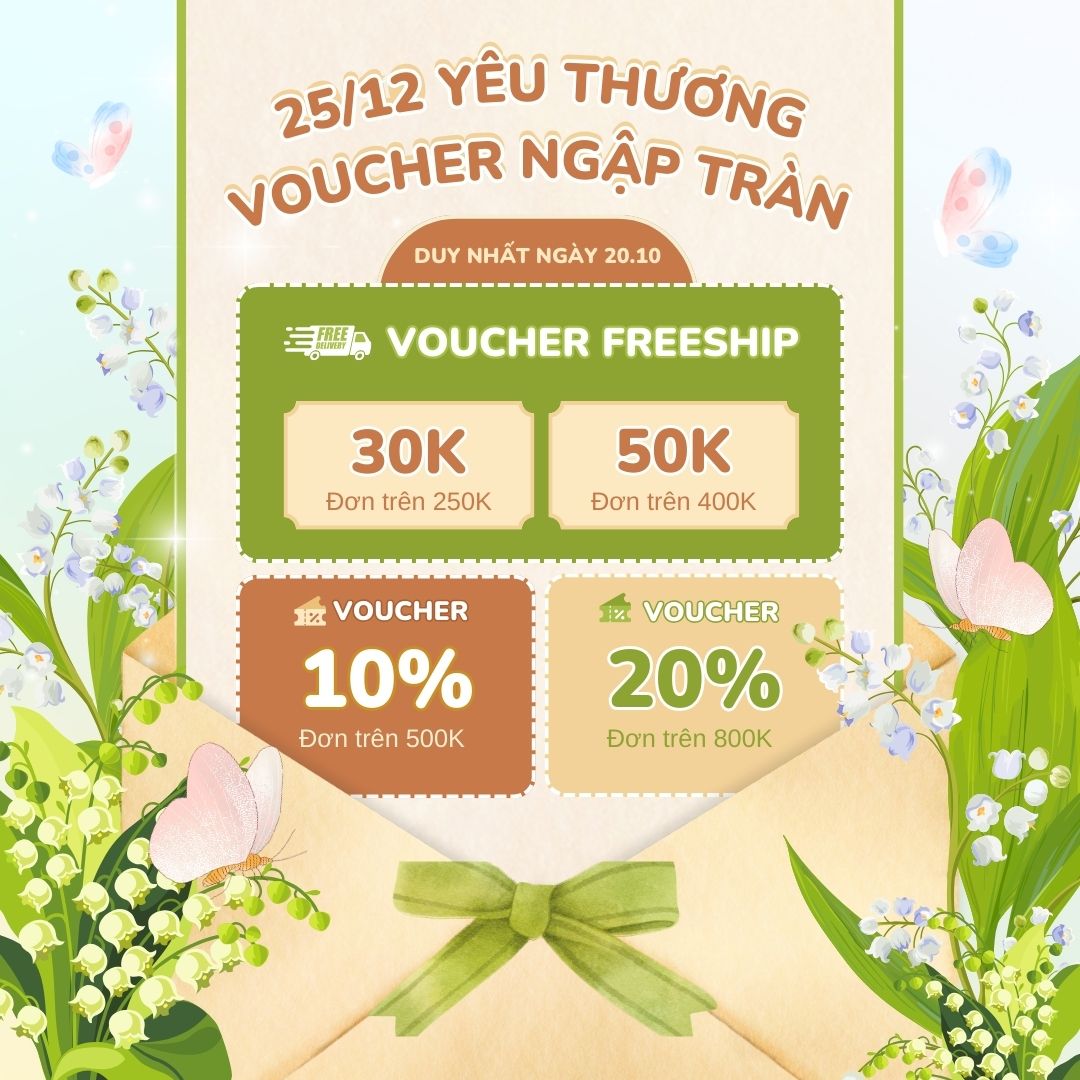 25/12 YÊU THƯƠNG
VOUCHER NGẬP TRÀN
DUY NHẤT NGÀY 20.10
FREE
DELIVERY
VOUCHER FREESHIP
30K
Đơn trên 250K
50K
Đơn trên 400K
VOUCHER
10%
Đơn trên 500K
VOUCHER
20%
Đơn trên 800K